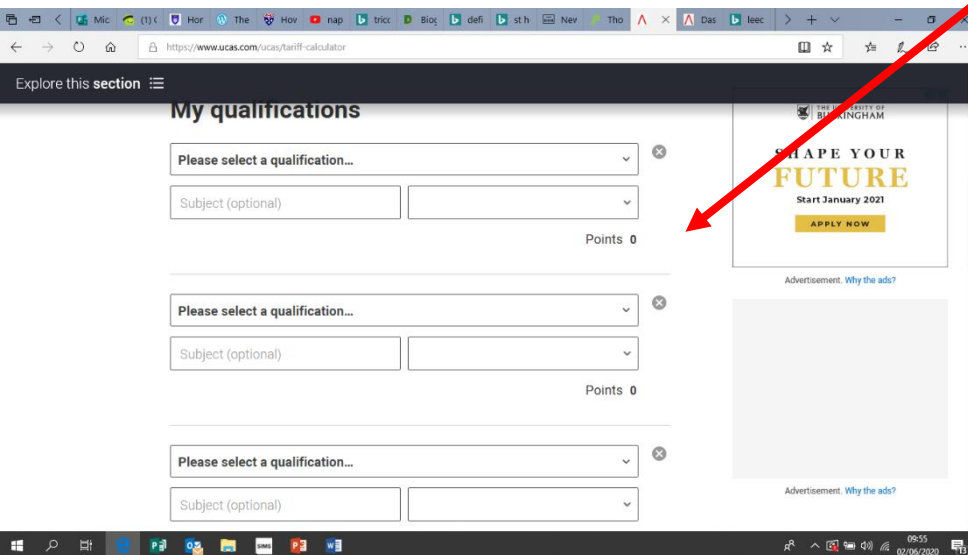 Mic
(1) (
Hor
The
Hov
nap
tricc
Biog
defi
st h
Nev
Tho
Das
leec
https://www.ucas.com/ucas/tariff-calculator
Explore this section
My qualifications
Please select a qualification...
Subject (optional)
Points 0
Please select a qualification...
Subject (optional)
Points 0
Please select a qualification...
Subject (optional)
THE UNIVERSITY OF
BUCKINGHAM
SHAPE YOUR
FUTURE
Start January 2021
APPLY NOW
Advertisement. Why the ads?
Advertisement. Why the ads?
SIMS
09:55
02/06/2020